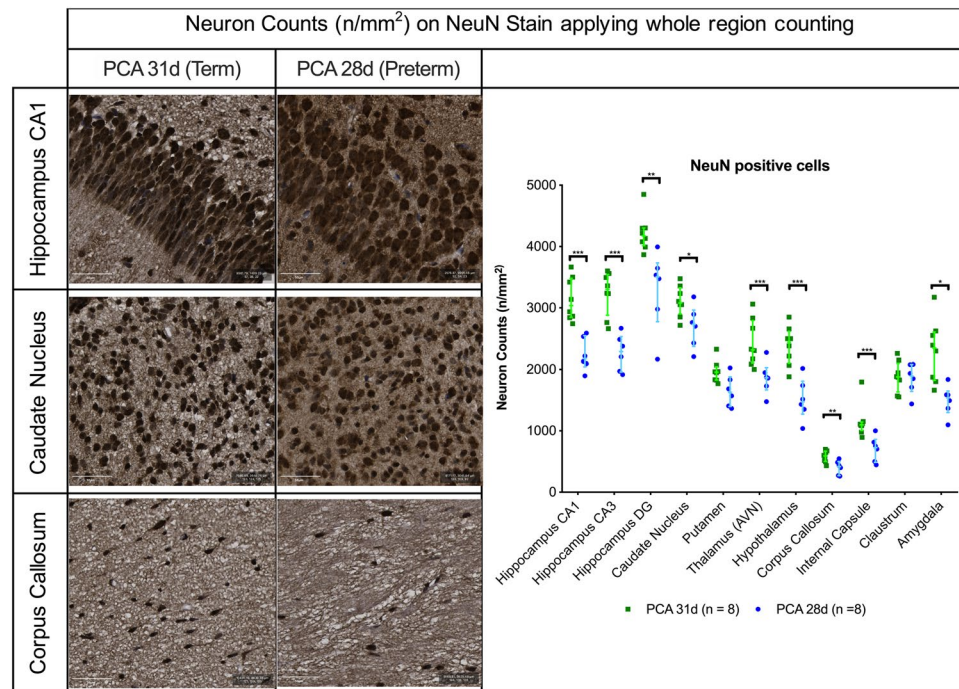 Neuron Counts (n/mm²) on NeuN Stain applying whole region counting
PCA 31d (Term)
PCA 28d (Preterm)
Hippocampus CA1
Caudate Nucleus
Corpus Callosum
NeuN positive cells
Neuron Counts (n/mm²)
5000
4000
3000
2000
1000
0
***
***
**
*
***
***
**
***
*
Hippocampus CA1
Hippocampus CA3
Hippocampus DG
Caudate Nucleus
Putamen
Thalamus (AVN)
Hypothalamus
Corpus Callosum
Internal Capsule
Claustrum
Amygdala
PCA 31d (n = 8)
PCA 28d (n =8)